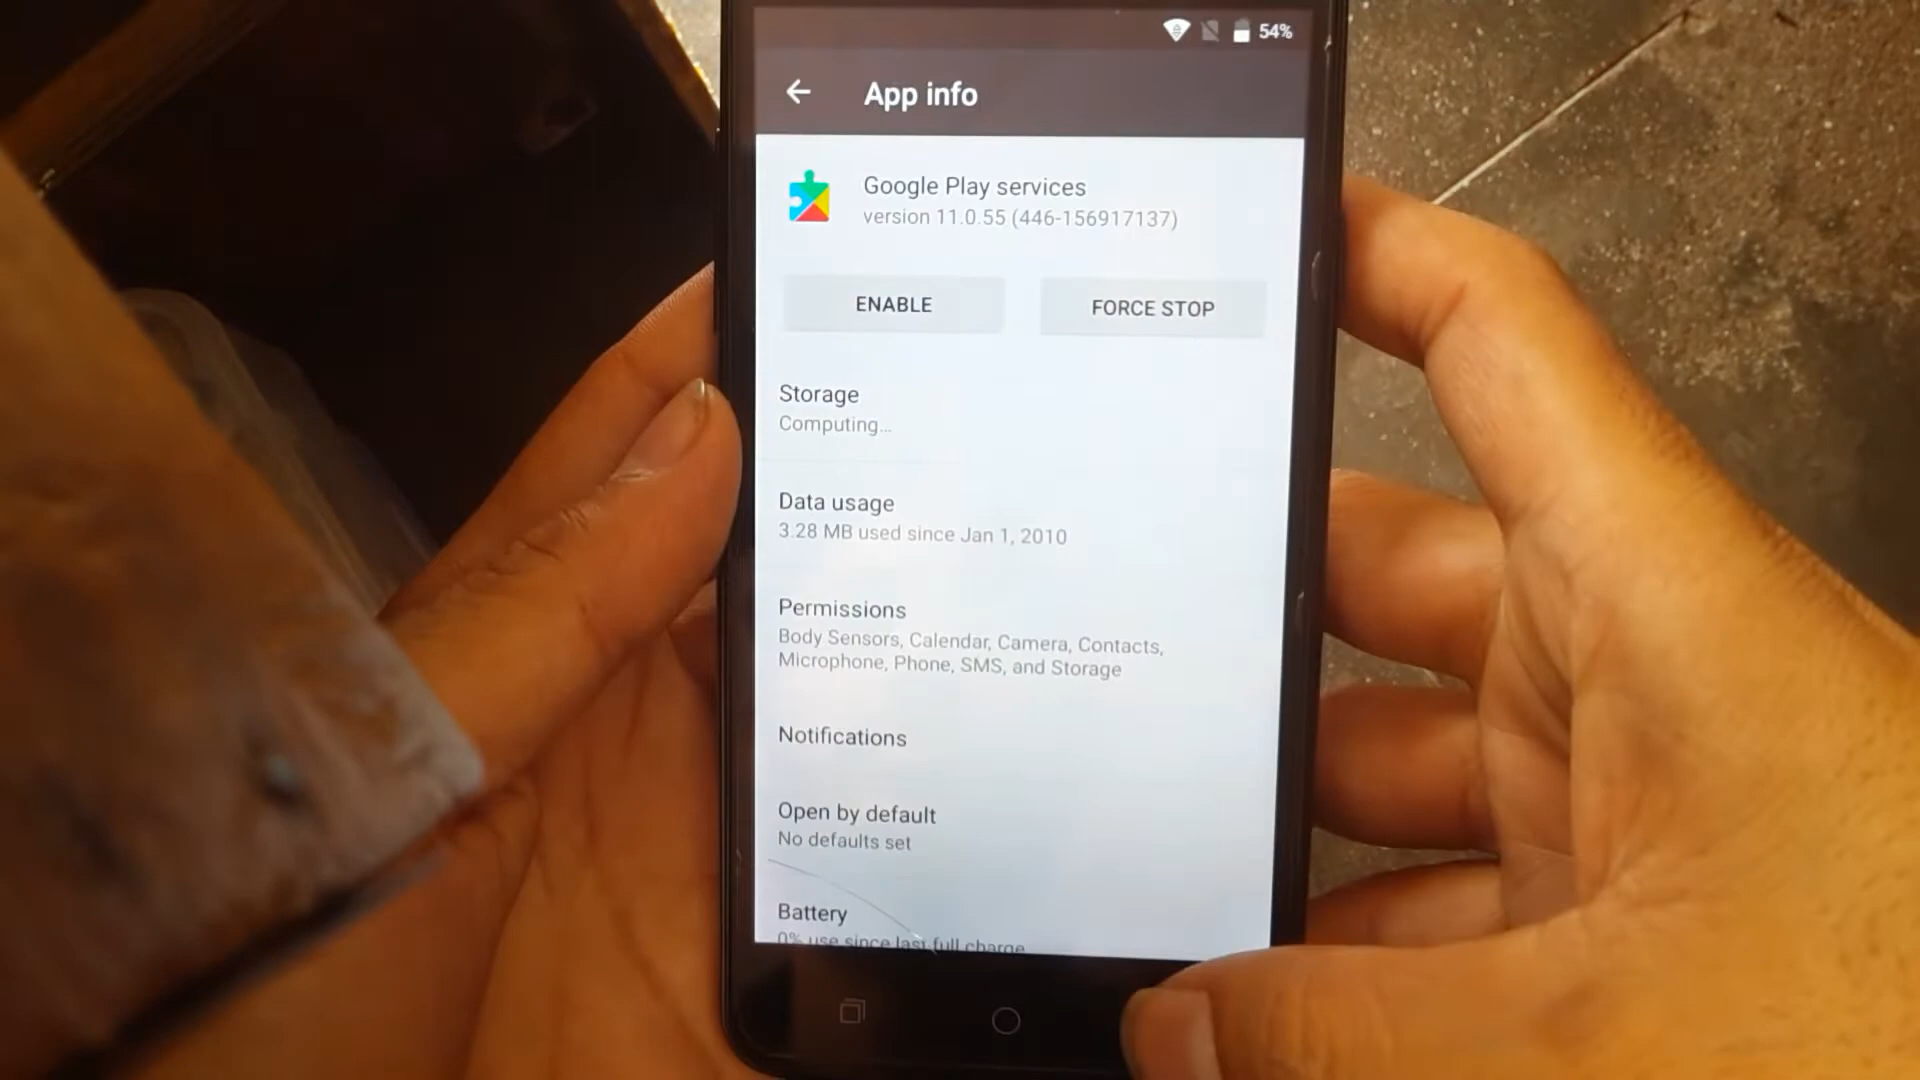 54%
App info
Google Play services
version 11.0.55 (446-156917137)
ENABLE
FORCE STOP
Storage
Computing...
Data usage
3.28 MB used since Jan 1, 2010
Permissions
Body Sensors, Calendar, Camera, Contacts,
Microphone, Phone, SMS, and Storage
Notifications
Open by default
No defaults set
Battery
0% use since last full charge